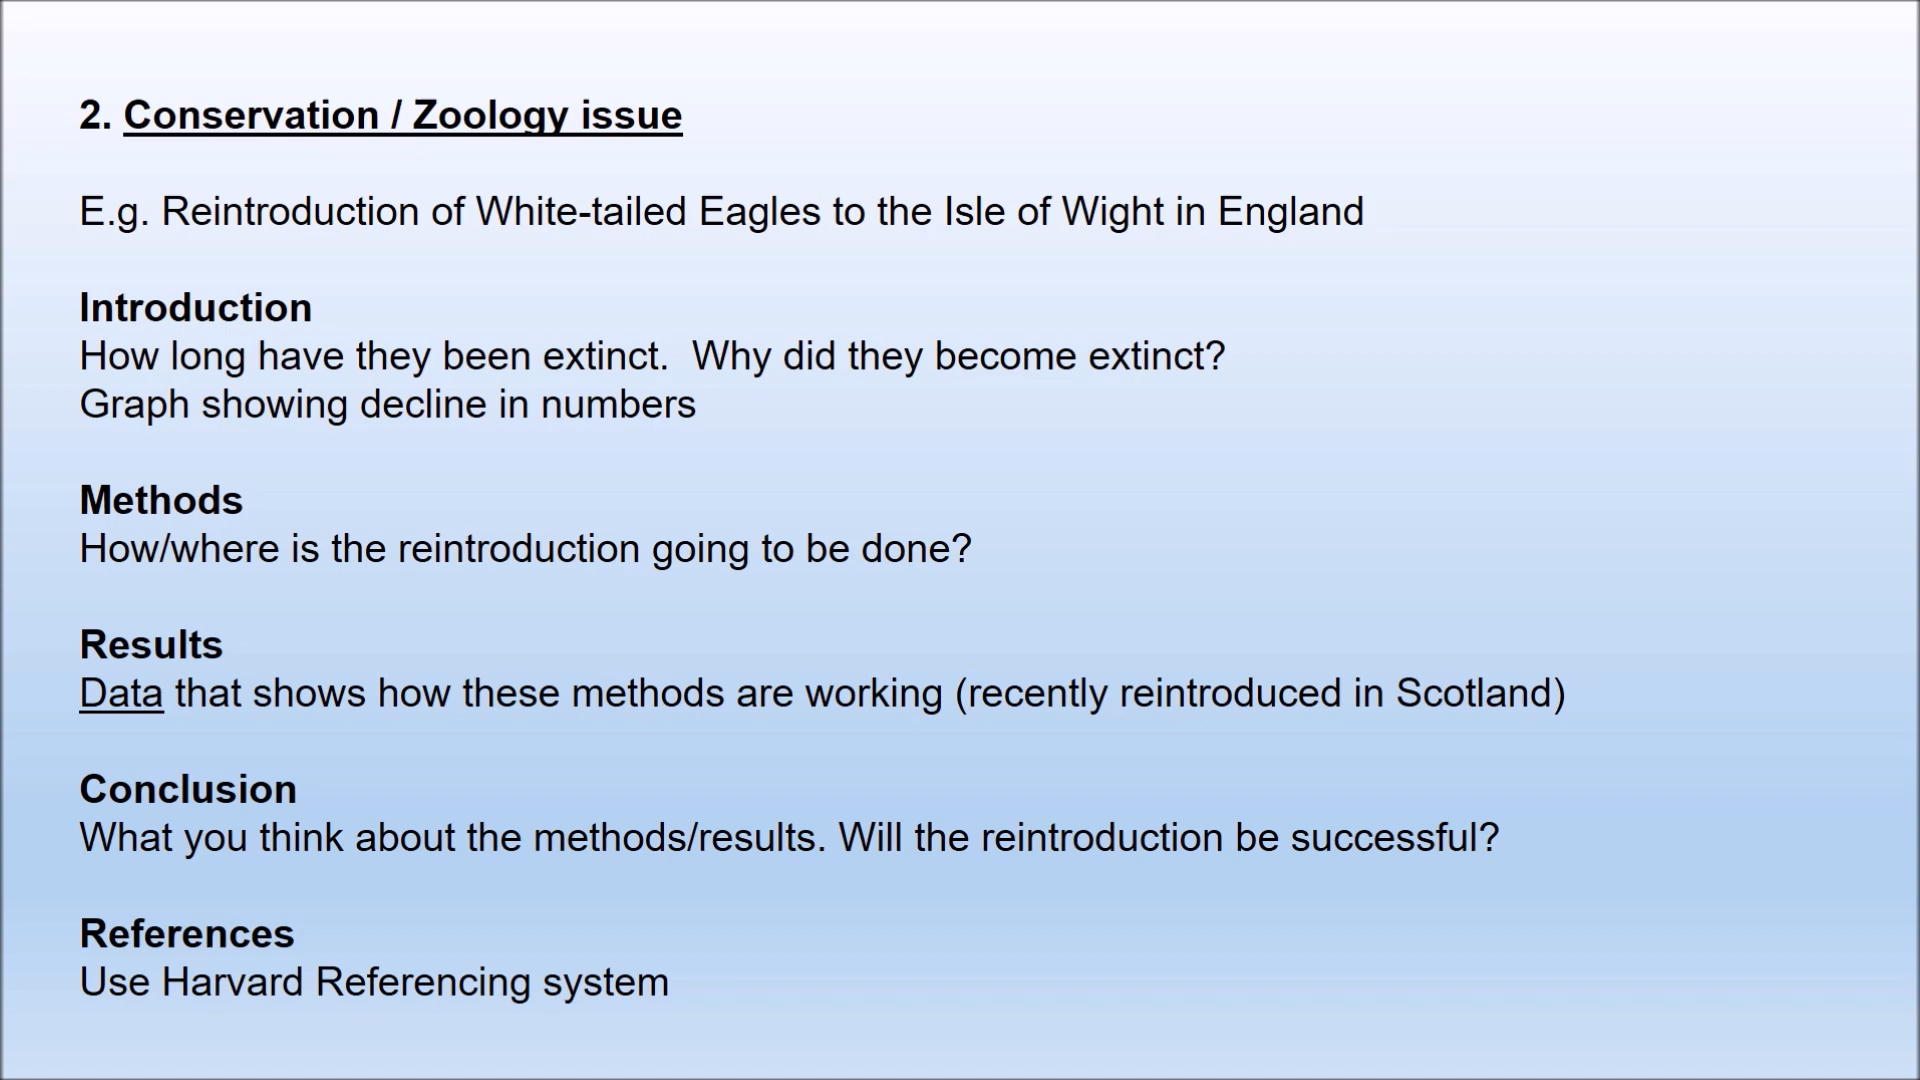 2. Conservation / Zoology issue
E.g. Reintroduction of White-tailed Eagles to the Isle of Wight in England
Introduction
How long have they been extinct.  Why did they become extinct?
Graph showing decline in numbers
Methods
How/where is the reintroduction going to be done?
Results
Data that shows how these methods are working (recently reintroduced in Scotland)
Conclusion
What you think about the methods/results. Will the reintroduction be successful?
References
Use Harvard Referencing system